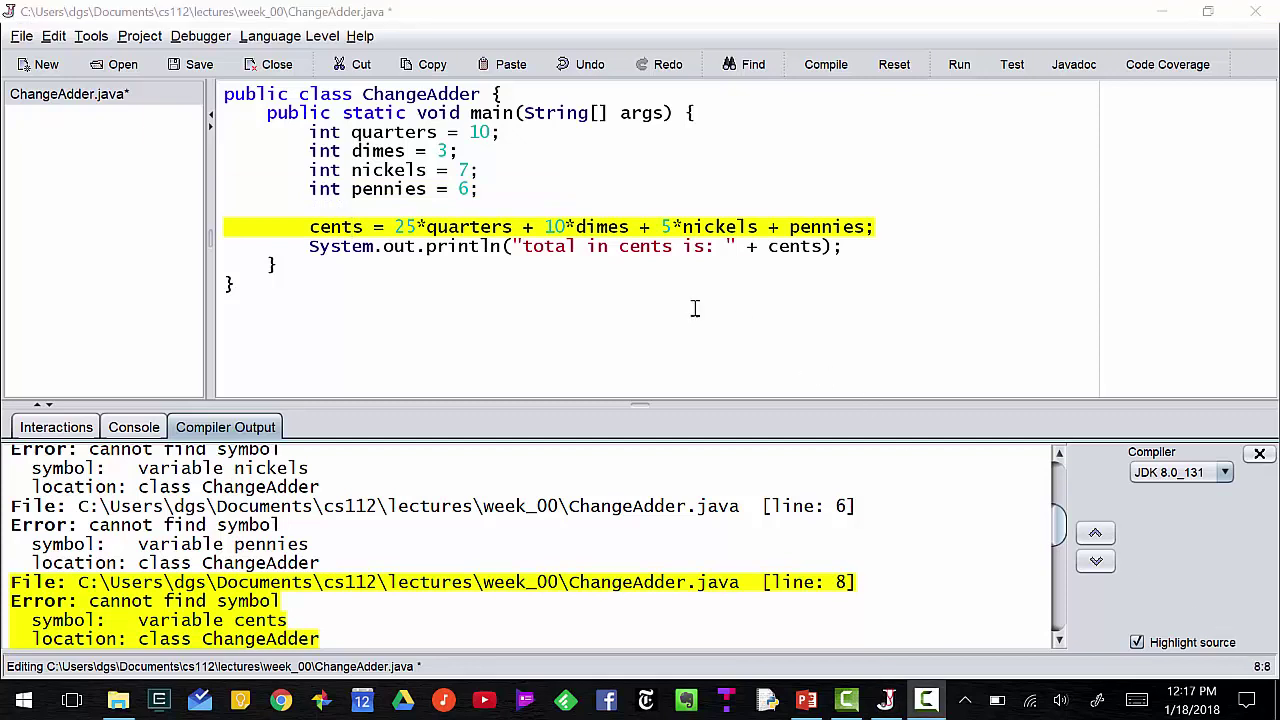 C:\Users\dgs\Documents\cs112\lectures\week_00\ChangeAdder.java *
File Edit Tools Project Debugger Language Level Help
New Open Save Close Cut Copy Paste Undo Redo Find Compile Reset Run Test Javadoc Code Coverage
ChangeAdder.java*
public class ChangeAdder {
public static void main(String[] args) {
int quarters = 10;
int dimes = 3;
int nickels = 7;
int pennies = 6;
cents = 25*quarters + 10*dimes + 5*nickels + pennies;
System.out.println("total in cents is: " + cents);
}
}
Interactions Console Compiler Output
Error: cannot find symbol
symbol: variable nickels
location: class ChangeAdder
File: C:\Users\dgs\Documents\cs112\lectures\week_00\ChangeAdder.java [line: 6]
Error: cannot find symbol
symbol: variable pennies
location: class ChangeAdder
File: C:\Users\dgs\Documents\cs112\lectures\week_00\ChangeAdder.java [line: 8]
Error: cannot find symbol
symbol: variable cents
location: class ChangeAdder
Compiler
JDK 8.0_131
Highlight source
Editing C:\Users\dgs\Documents\cs112\lectures\week_00\ChangeAdder.java *
8:8
12
12:17 PM
1/18/2018